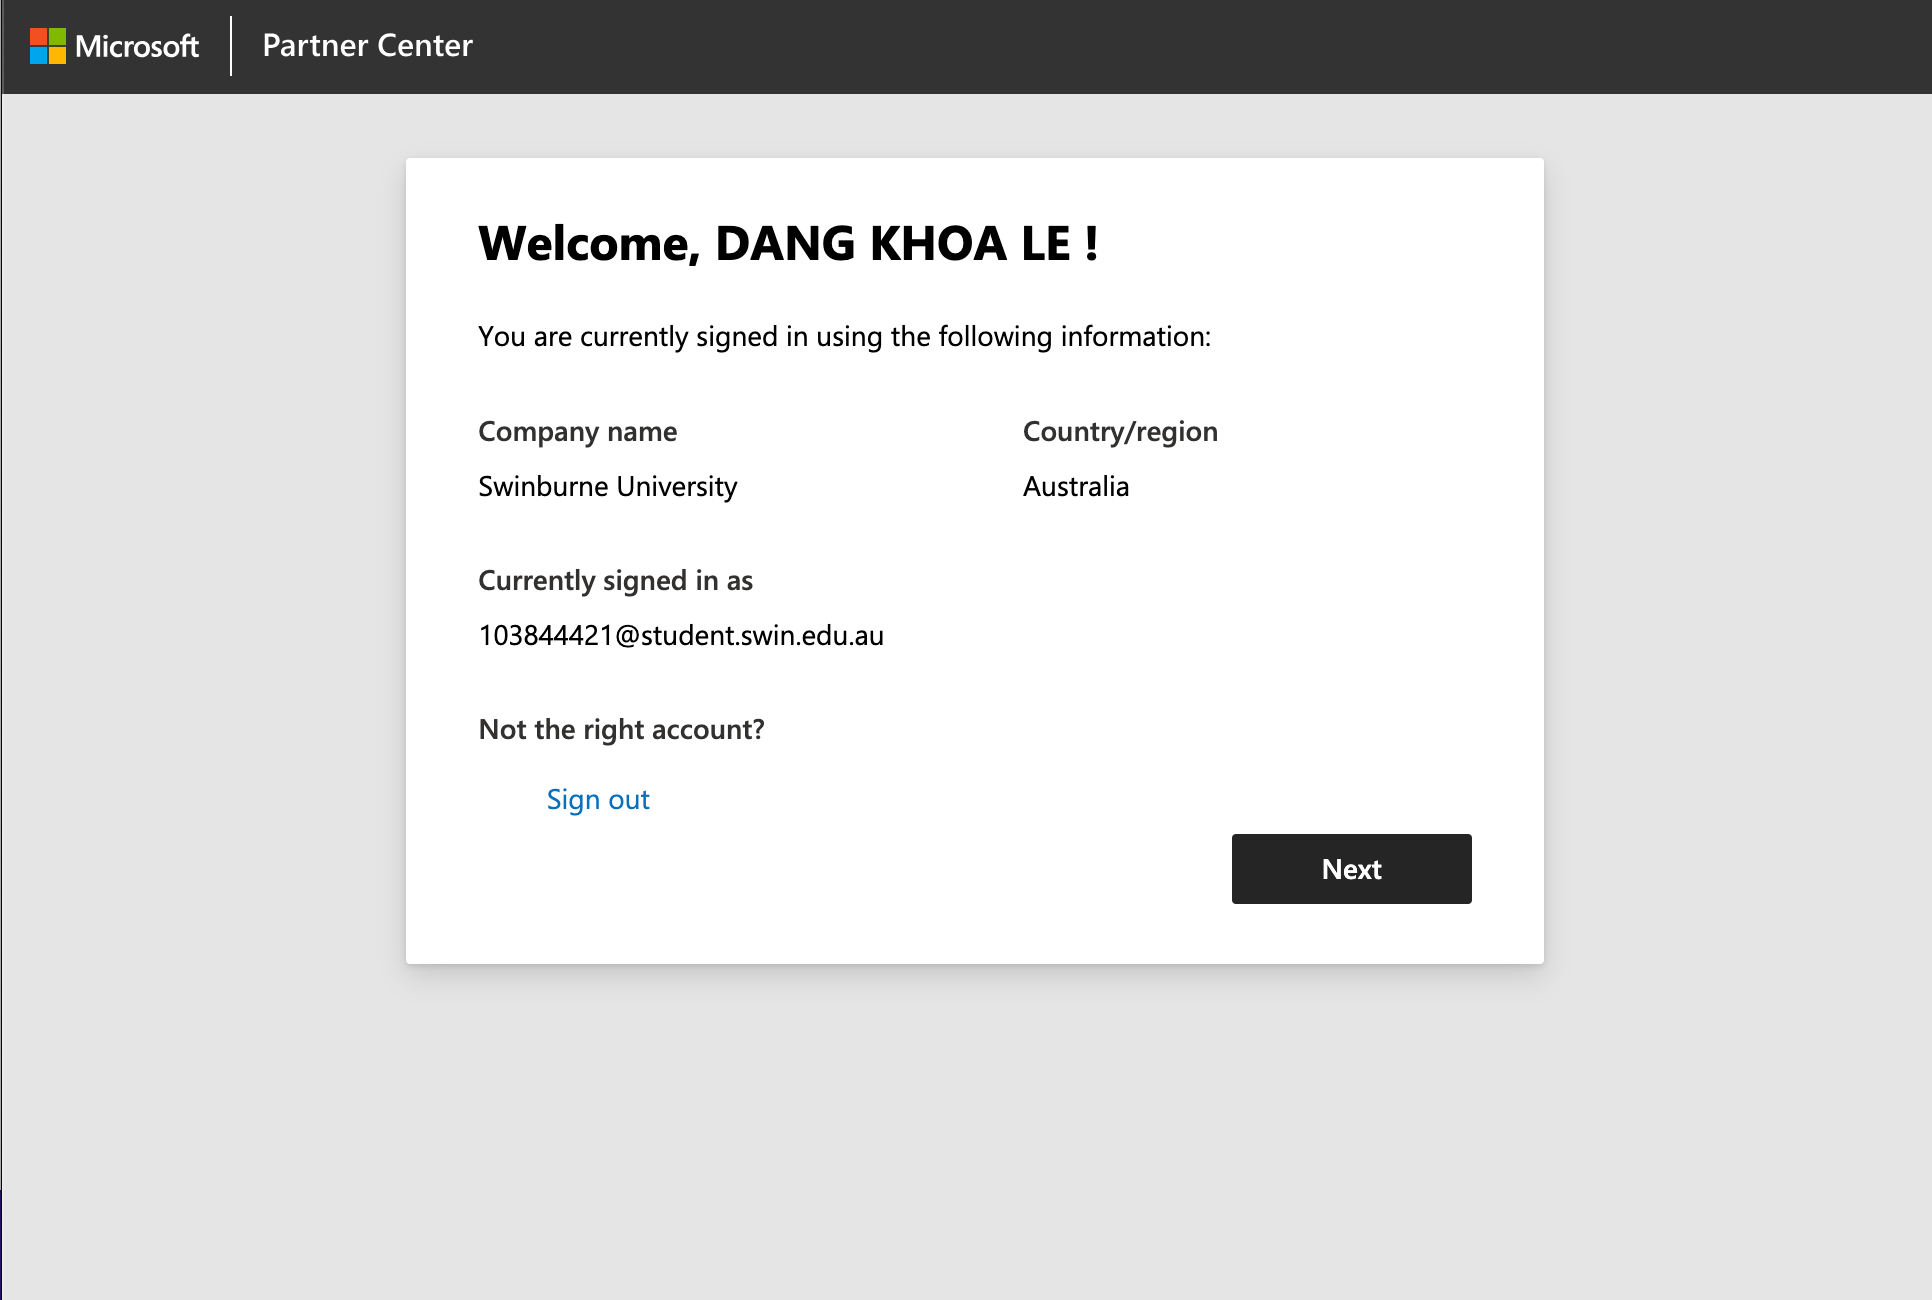 Microsoft
Partner Center
Welcome, DANG KHOA LE !
You are currently signed in using the following information:
Company name
Swinburne University
Country/region
Australia
Currently signed in as
103844421@student.swin.edu.au
Not the right account?
Sign out
Next